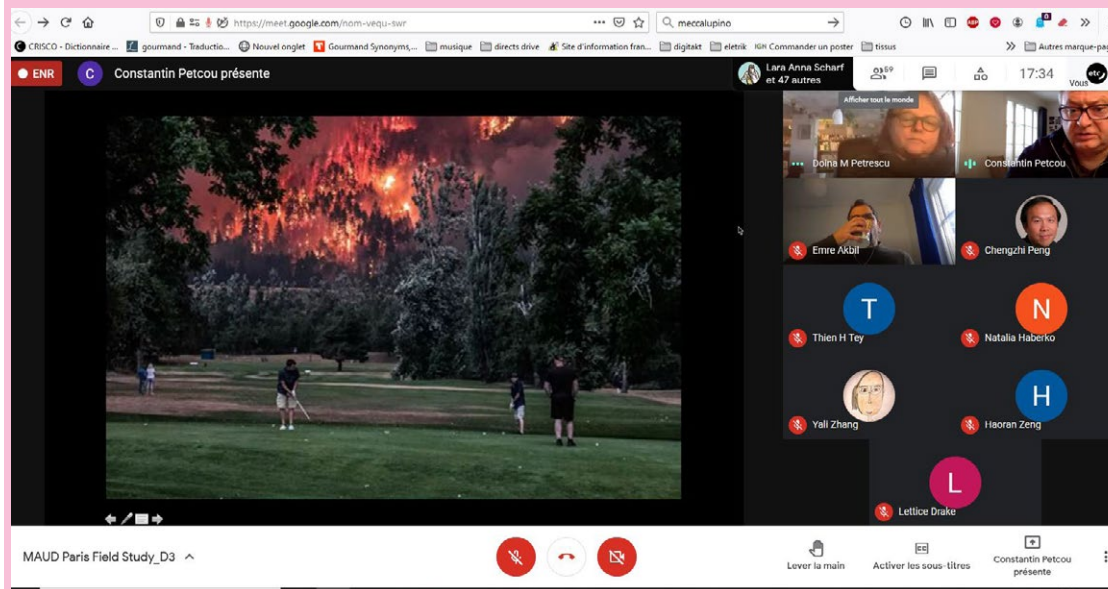 https://meet.google.com/nom-vequ-swr
meccalupino
CRISCO - Dictionnaire ... gourmand - Traductio... Nouvel onglet Gourmand Synonyms,... musique directs drive Site d'information fran... digitakt eletrik IGN Commander un poster tissus Autres marque-pag
ENR C Constantin Petcou présente
Lara Anna Scharf
et 47 autres
59
17:34
Vous
etc
Afficher tout le monde
Doina M Petrescu
Constantin Petcou
Emre Akbil
Chengzhi Peng
T
Thien H Tey
N
Natalia Haberko
Yali Zhang
H
Haoran Zeng
L
Lettice Drake
MAUD Paris Field Study_D3
Lever la main
CC
Activer les sous-titres
Constantin Petcou
présente